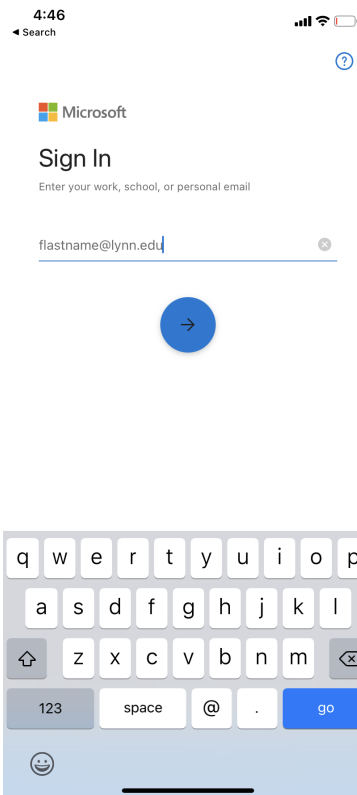 4:46
◀ Search
?
Microsoft
Sign In
Enter your work, school, or personal email
flastname@lynn.edu
q w e r t y u i o p
a s d f g h j k l
z x c v b n m
123 space @ . go